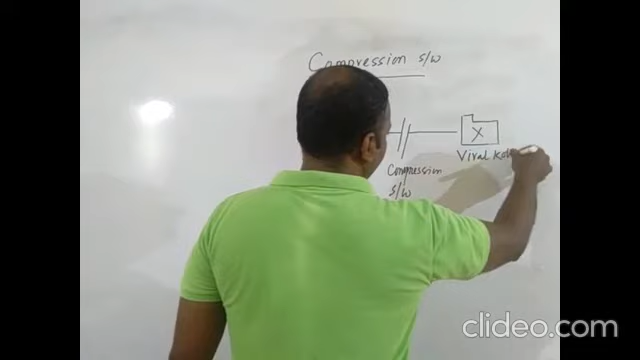 Compression s/w
X
Viral
Compression
s/w
clideo.com